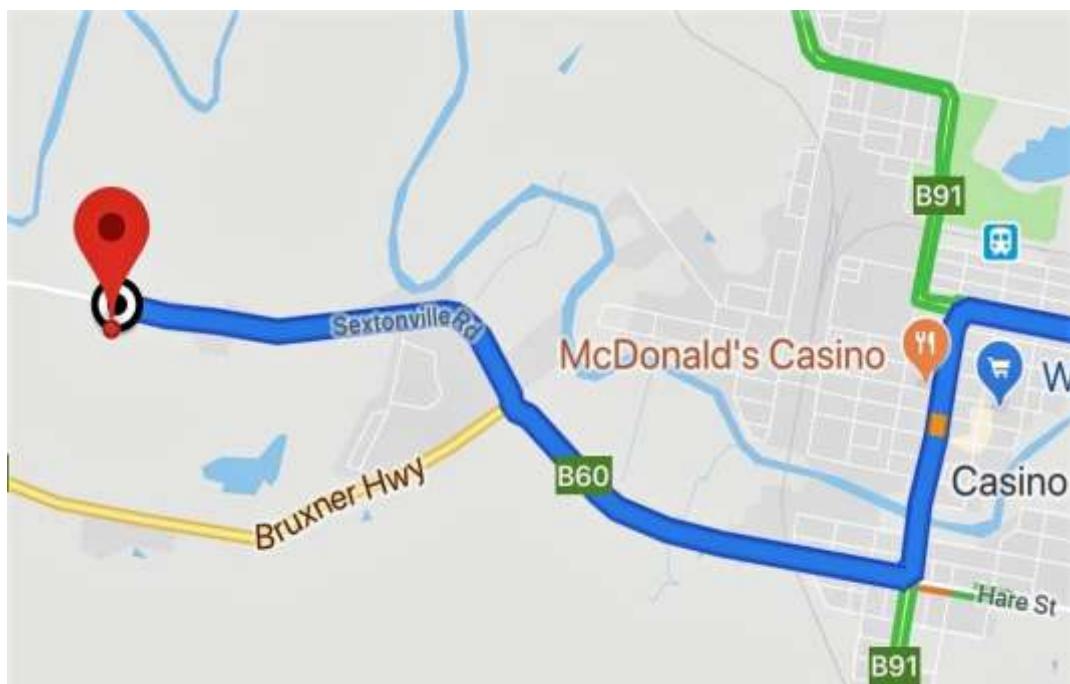 B91
Sextonville Rd
McDonald's Casino
W
B60
Bruxner Hwy
Casino
'Hare St
B91